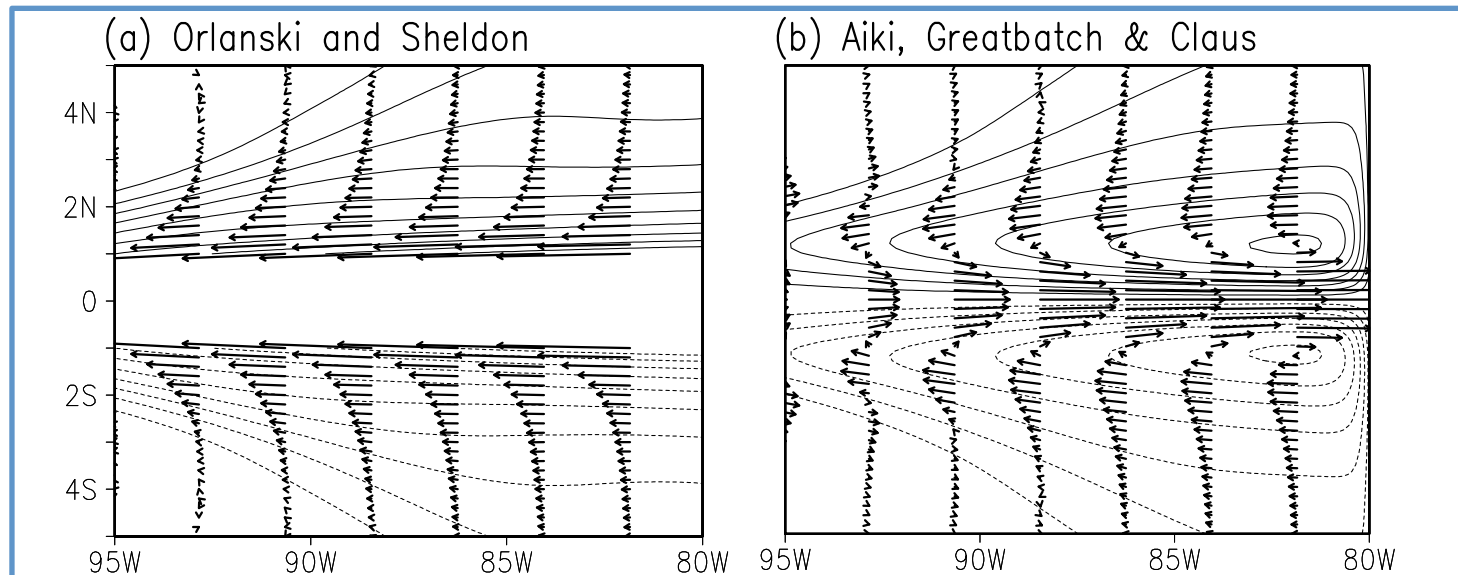 (a) Orlanski and Sheldon
(b) Aiki, Greatbatch & Claus
4N
2N
0
2S
4S
95W 90W 85W 80W
95W 90W 85W 80W